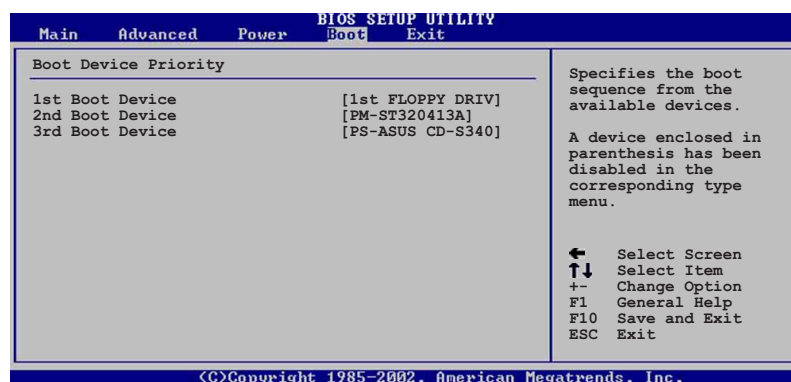 BIOS SETUP UTILITY
Main Advanced Power Boot Exit
Boot Device Priority
1st Boot Device [1st FLOPPY DRIV]
2nd Boot Device [PM-ST320413A]
3rd Boot Device [PS-ASUS CD-S340]
Specifies the boot
sequence from the
available devices.
A device enclosed in
parenthesis has been
disabled in the
corresponding type
menu.
← Select Screen
↑↓ Select Item
+- Change Option
F1 General Help
F10 Save and Exit
ESC Exit
(C)Copyright 1985-2002, American Megatrends, Inc.